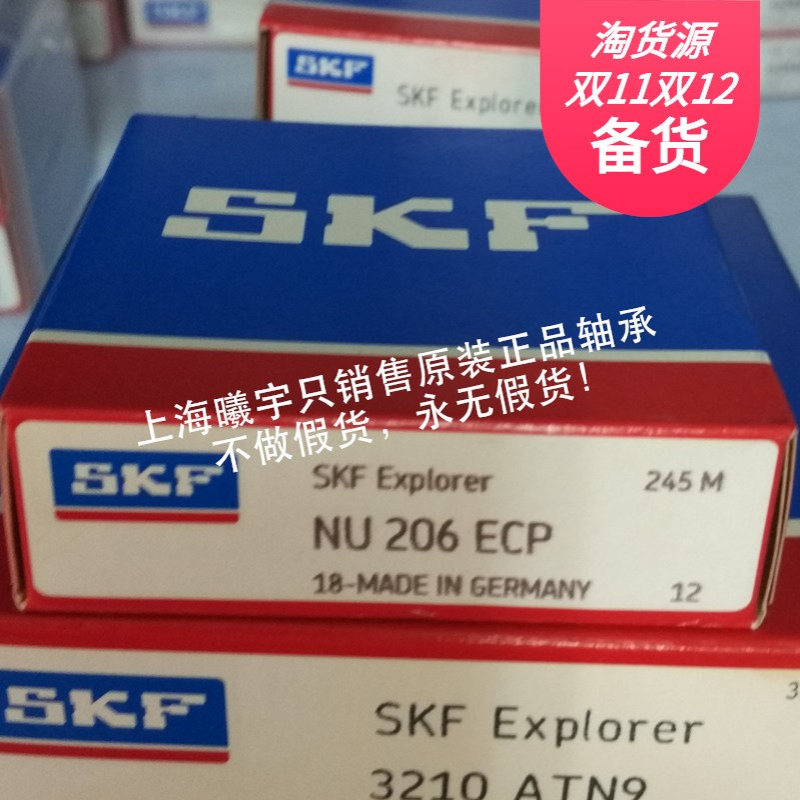 淘货源
双11双12
备货
SKF
SKF Explorer
SKF
上海曦宇只销售原装正品轴承
不做假货，永无假货！
SKF
SKF Explorer
245 M
NU 206 ECP
18-MADE IN GERMANY
12
SKF
SKF Explorer
3210 ATN9